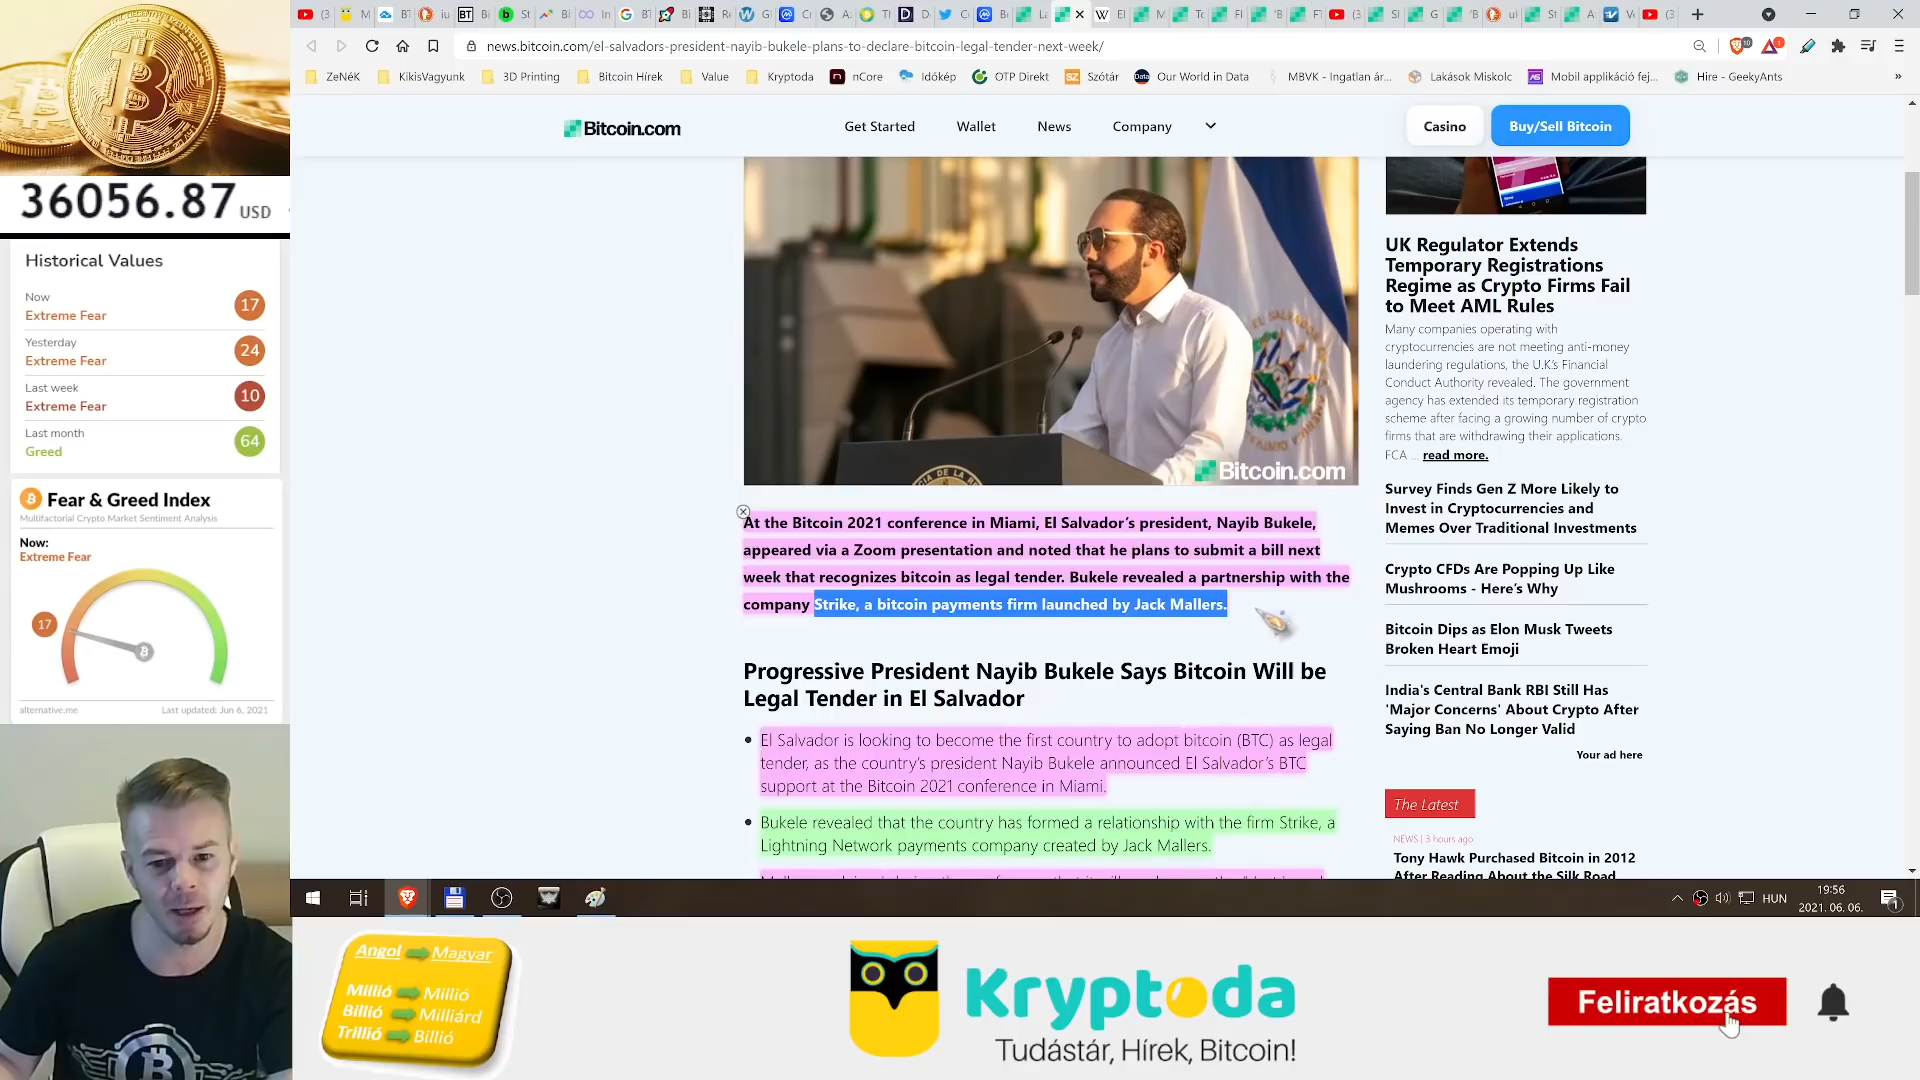 news.bitcoin.com/el-salvadors-president-nayib-bukele-plans-to-declare-bitcoin-legal-tender-next-week/
ZeNéK
KikisVagyunk
3D Printing
Bitcoin Hírek
Value
Kryptoda
nCore
Időkép
OTP Direkt
Szótár
Our World in Data
MBVK - Ingatlan ár...
Lakások Miskolc
Mobil applikáció fej...
Hire - GeekyAnts
Bitcoin.com
Get Started
Wallet
News
Company
Casino
Buy/Sell Bitcoin
36056.87 USD
Historical Values
Now
Extreme Fear
17
Yesterday
Extreme Fear
24
Last week
Extreme Fear
10
Last month
Greed
64
Fear & Greed Index
Multifactorial Crypto Market Sentiment Analysis
Now:
Extreme Fear
17
alternative.me
Last updated: Jun 6, 2021
EL SALVADOR
Bitcoin.com
At the Bitcoin 2021 conference in Miami, El Salvador’s president, Nayib Bukele,
appeared via a Zoom presentation and noted that he plans to submit a bill next
week that recognizes bitcoin as legal tender. Bukele revealed a partnership with the
company Strike, a bitcoin payments firm launched by Jack Mallers.
Progressive President Nayib Bukele Says Bitcoin Will be
Legal Tender in El Salvador
El Salvador is looking to become the first country to adopt bitcoin (BTC) as legal
tender, as the country’s president Nayib Bukele announced El Salvador’s BTC
support at the Bitcoin 2021 conference in Miami.
Bukele revealed that the country has formed a relationship with the firm Strike, a
Lightning Network payments company created by Jack Mallers.
UK Regulator Extends
Temporary Registrations
Regime as Crypto Firms Fail
to Meet AML Rules
Many companies operating with
cryptocurrencies are not meeting anti-money
laundering regulations, the U.K.’s Financial
Conduct Authority revealed. The government
agency has extended its temporary registration
scheme after facing a growing number of crypto
firms that are withdrawing their applications.
FCA ... read more.
Survey Finds Gen Z More Likely to
Invest in Cryptocurrencies and
Memes Over Traditional Investments
Crypto CFDs Are Popping Up Like
Mushrooms - Here’s Why
Bitcoin Dips as Elon Musk Tweets
Broken Heart Emoji
India's Central Bank RBI Still Has
'Major Concerns' About Crypto After
Saying Ban No Longer Valid
Your ad here
The Latest
NEWS | 3 hours ago
Tony Hawk Purchased Bitcoin in 2012
After Reading About the Silk Road
HUN
19:56
2021. 06. 06.
Angol Magyar
Millió Millió
Billió Milliárd
Trillió Billió
Kryptoda
Tudástár, Hírek, Bitcoin!
Feliratkozás